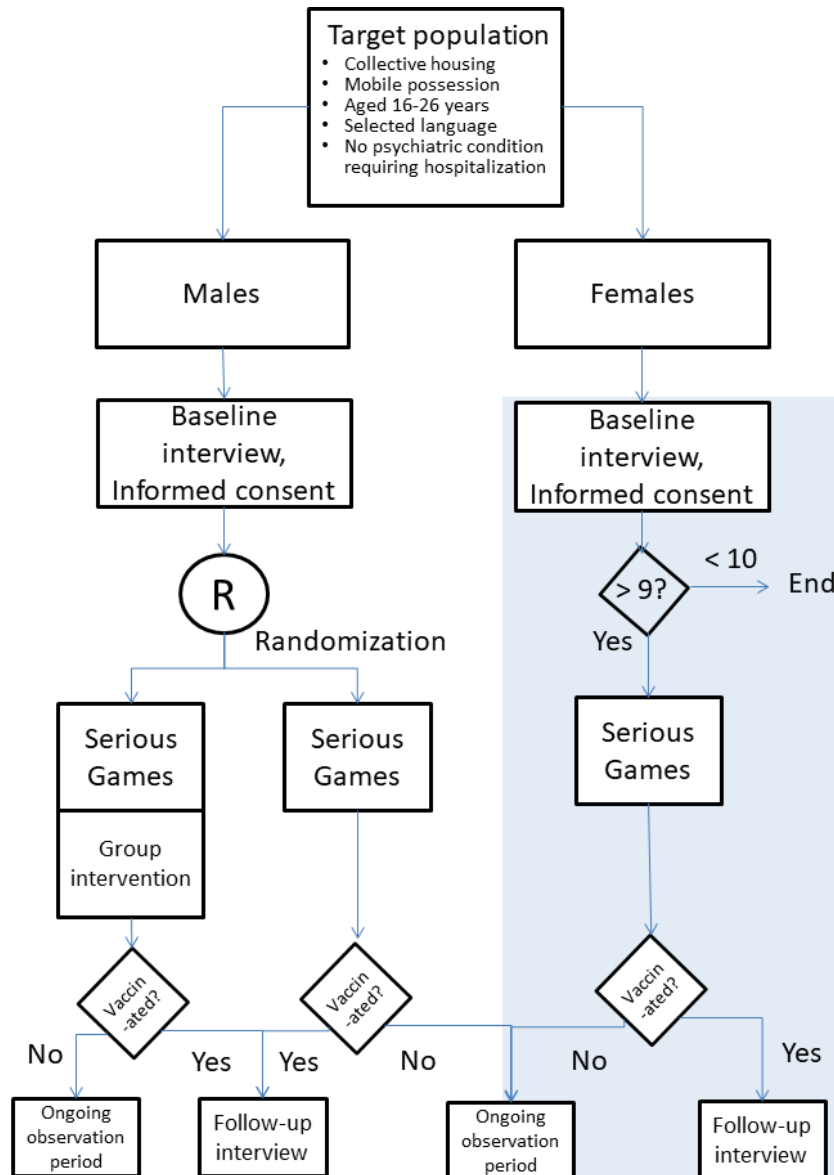 Target population
• Collective housing
• Mobile possession
• Aged 16-26 years
• Selected language
• No psychiatric condition
requiring hospitalization
Males
Females
Baseline
interview,
Informed consent
Baseline
interview,
Informed consent
R
Randomization
> 9?
< 10
End
Yes
Serious
Games
Group
intervention
Serious
Games
Serious
Games
Vaccin
-ated?
Vaccin
-ated?
Vaccin
-ated?
No
Yes
Yes
No
No
Yes
Ongoing
observation
period
Follow-up
interview
Ongoing
observation
period
Follow-up
interview